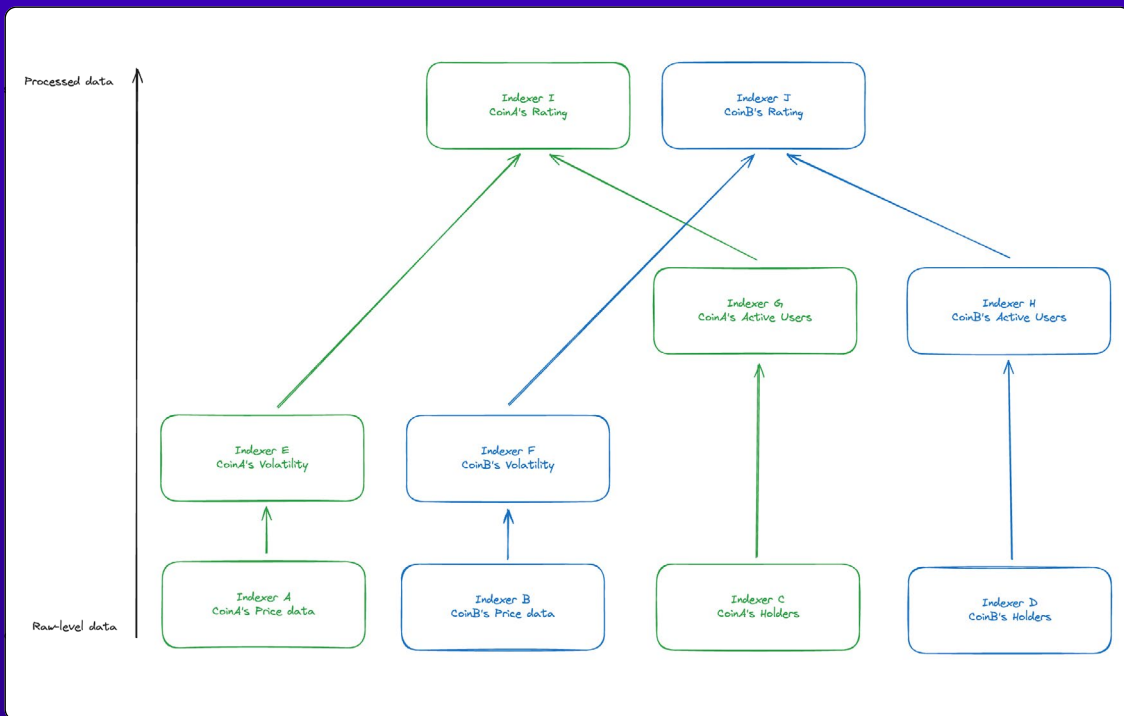 Processed data
Indexer I
CoinA's Rating
Indexer J
CoinB's Rating
Indexer G
CoinA's Active Users
Indexer H
CoinB's Active Users
Indexer E
CoinA's Volatility
Indexer F
CoinB's Volatility
Indexer A
CoinA's Price data
Indexer B
CoinB's Price data
Indexer C
CoinA's Holders
Indexer D
CoinB's Holders
Raw-level data